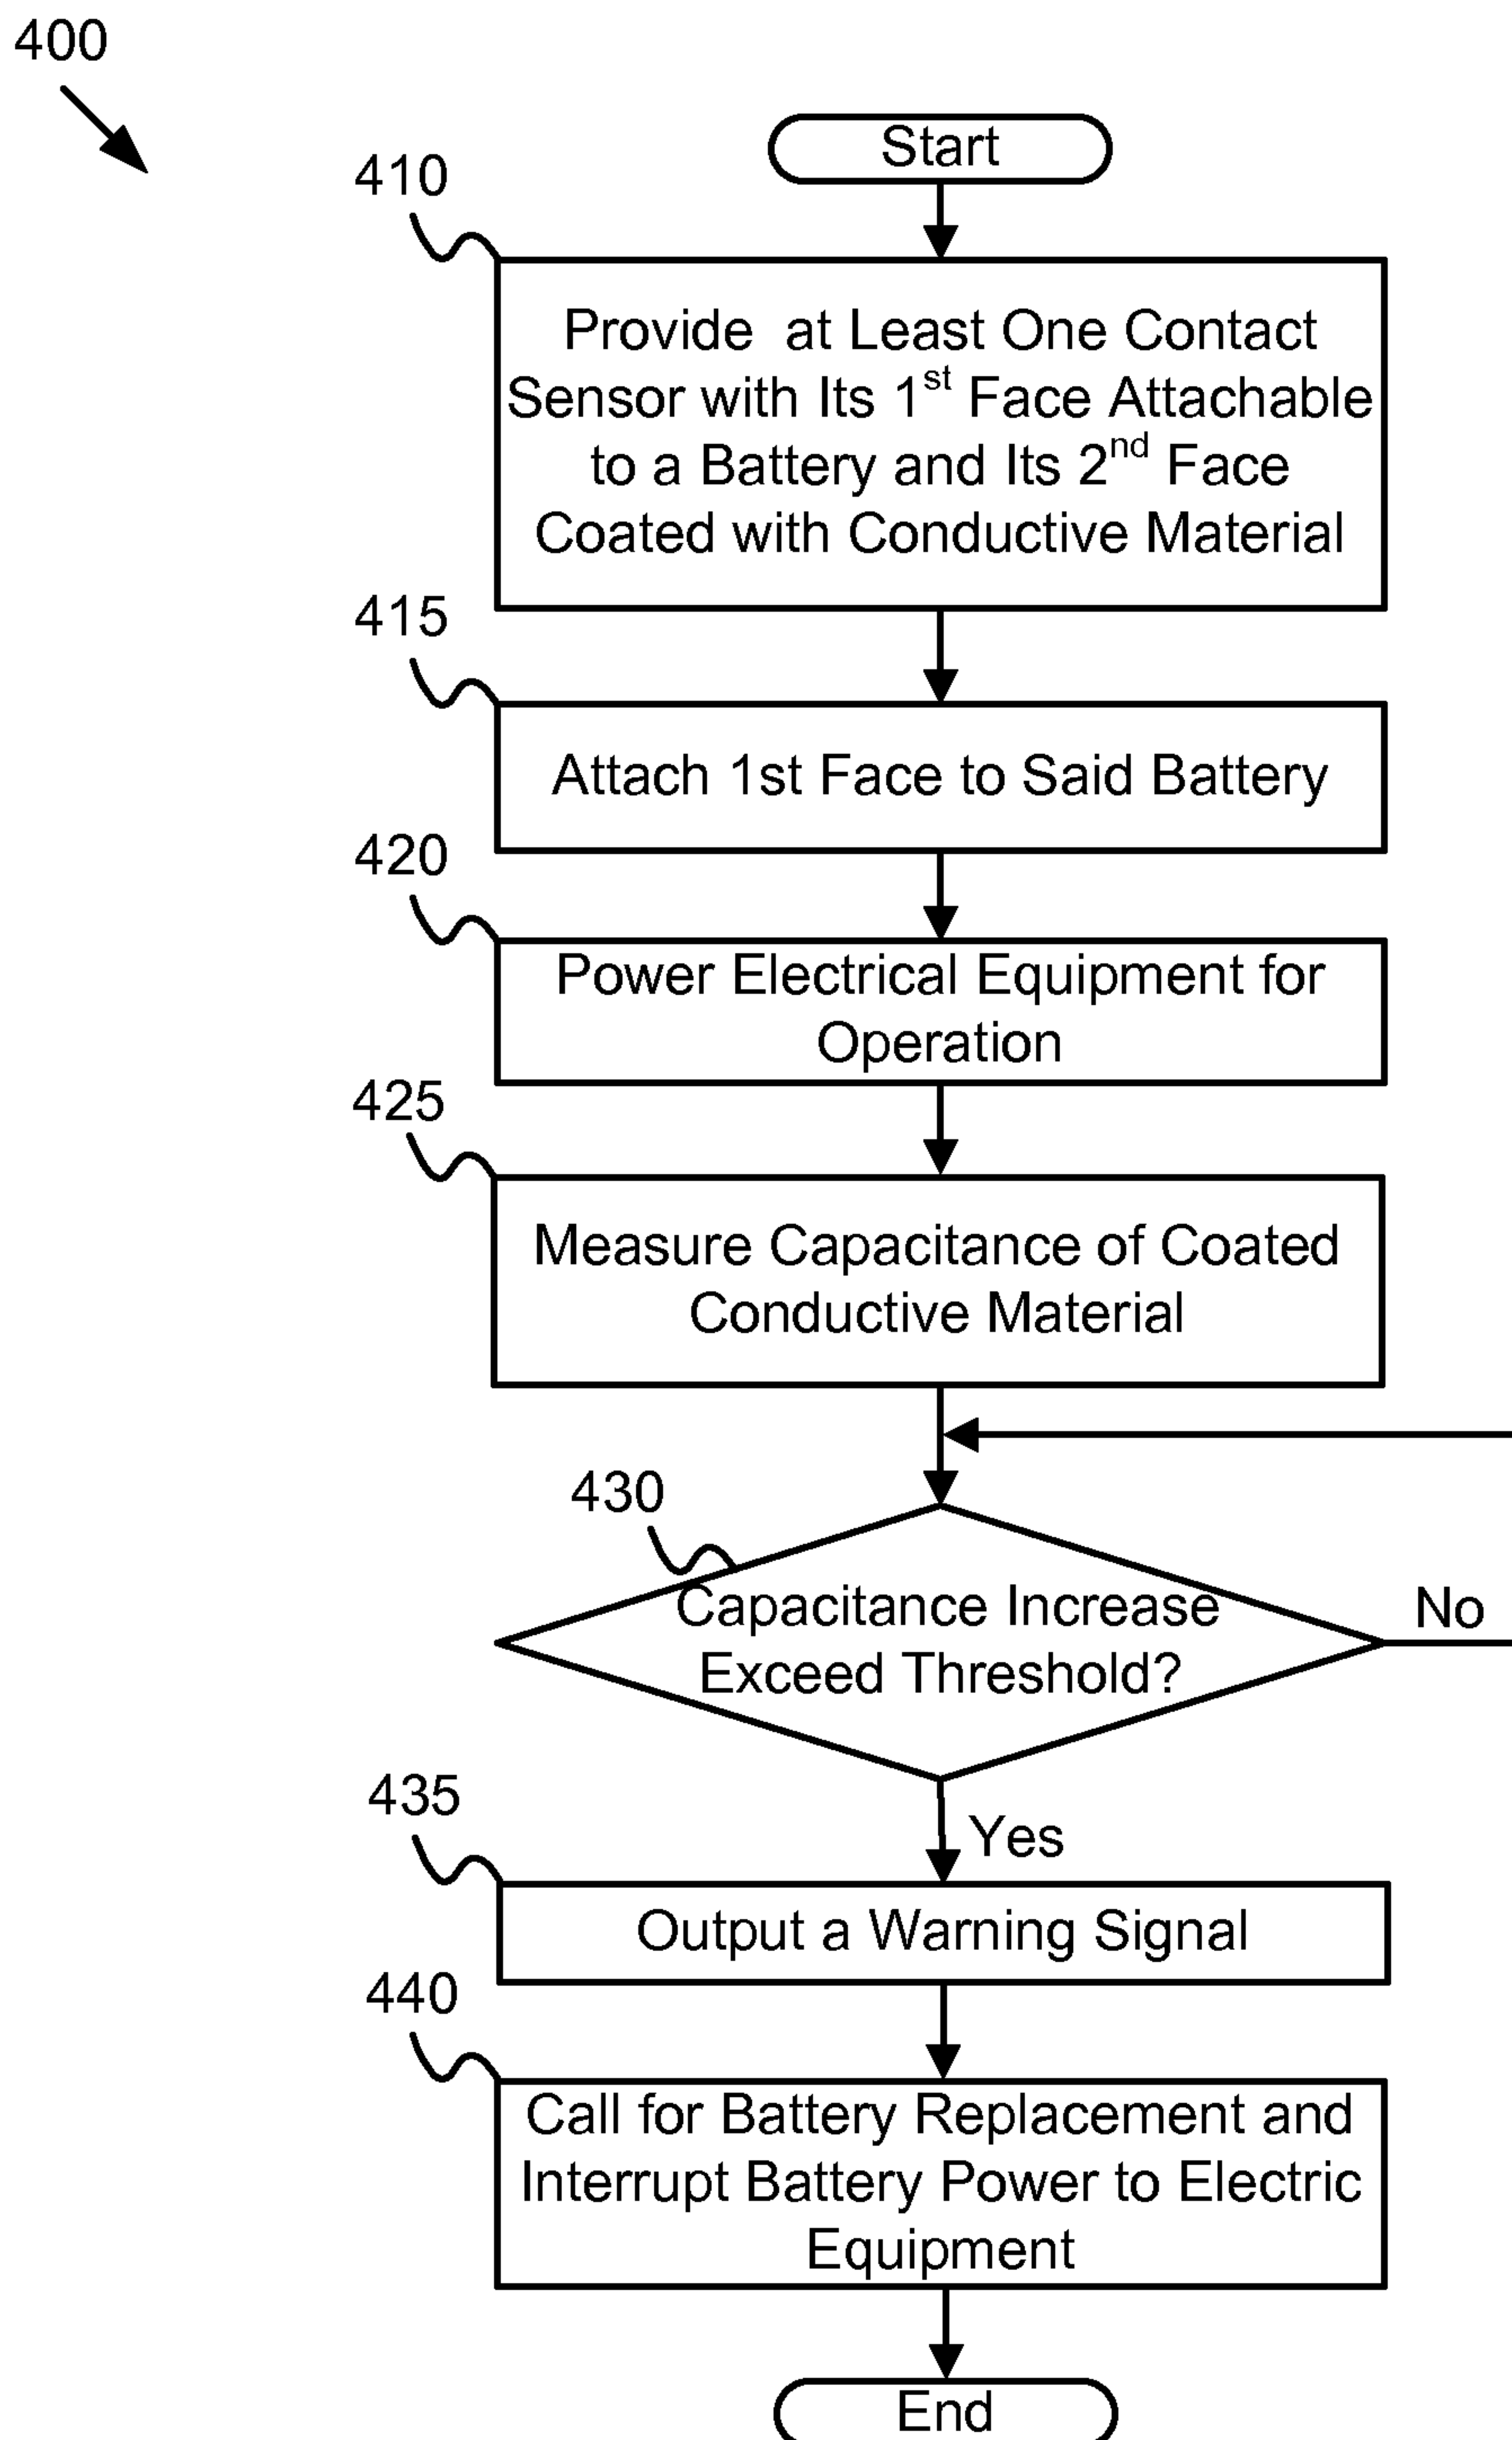 400
Start
410
Provide at Least One Contact
Sensor with Its 1st Face Attachable
to a Battery and Its 2nd Face
Coated with Conductive Material
415
Attach 1st Face to Said Battery
420
Power Electrical Equipment for
Operation
425
Measure Capacitance of Coated
Conductive Material
430
Capacitance Increase
Exceed Threshold?
No
Yes
435
Output a Warning Signal
440
Call for Battery Replacement and
Interrupt Battery Power to Electric
Equipment
End